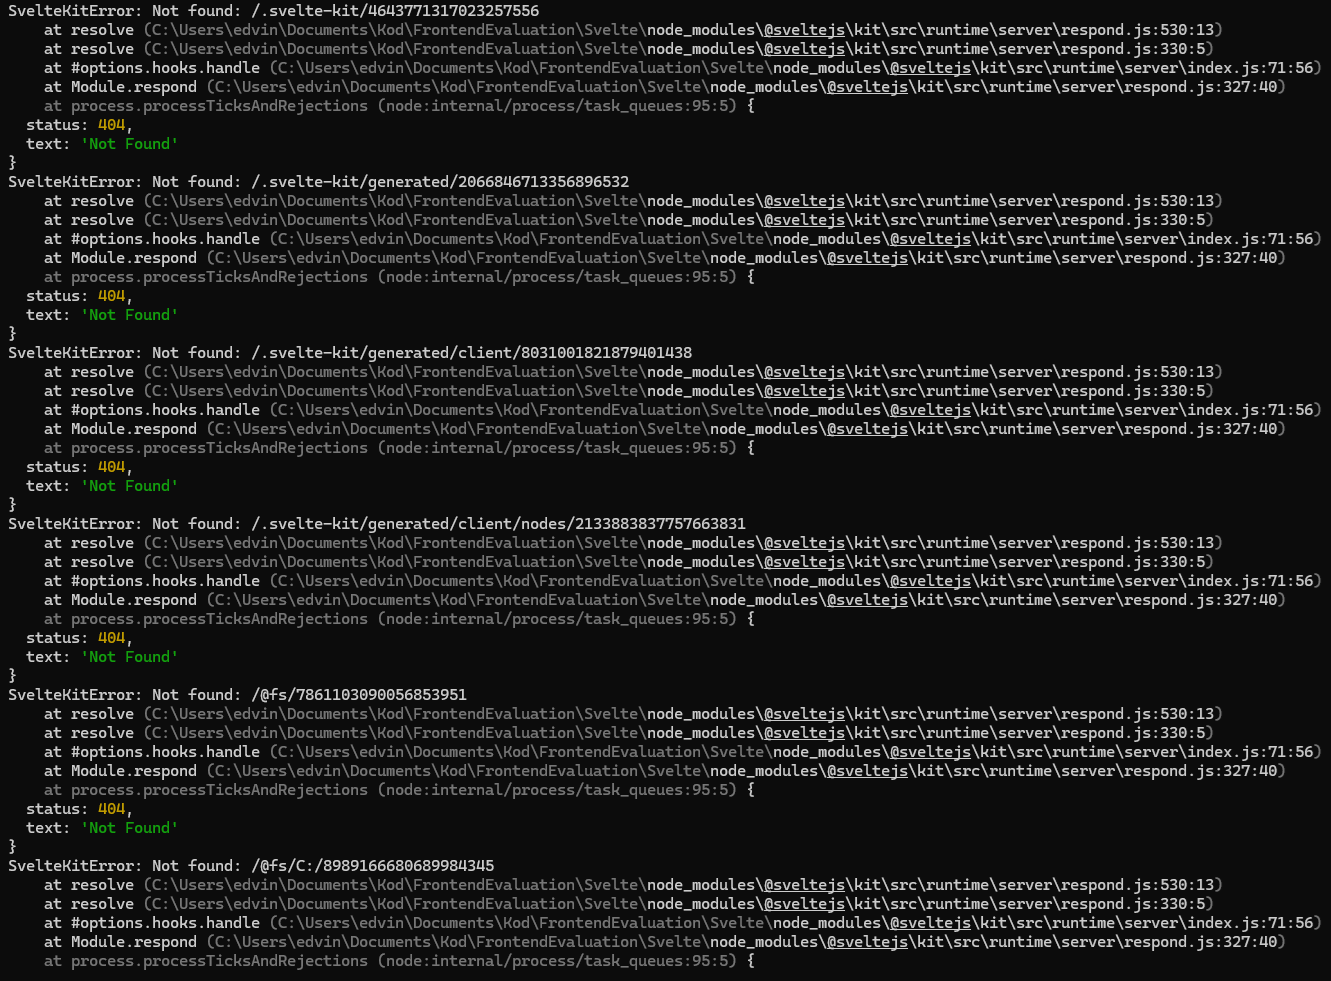 SvelteKitError: Not found: /.svelte-kit/4643771317023257556
    at resolve (C:\Users\edvin\Documents\Kod\FrontendEvaluation\Svelte\node_modules\@sveltejs\kit\src\runtime\server\respond.js:530:13)
    at resolve (C:\Users\edvin\Documents\Kod\FrontendEvaluation\Svelte\node_modules\@sveltejs\kit\src\runtime\server\respond.js:330:5)
    at #options.hooks.handle (C:\Users\edvin\Documents\Kod\FrontendEvaluation\Svelte\node_modules\@sveltejs\kit\src\runtime\server\index.js:71:56)
    at Module.respond (C:\Users\edvin\Documents\Kod\FrontendEvaluation\Svelte\node_modules\@sveltejs\kit\src\runtime\server\respond.js:327:40)
    at process.processTicksAndRejections (node:internal/process/task_queues:95:5) {
  status: 404,
  text: 'Not Found'
}
SvelteKitError: Not found: /.svelte-kit/generated/2066846713356896532
    at resolve (C:\Users\edvin\Documents\Kod\FrontendEvaluation\Svelte\node_modules\@sveltejs\kit\src\runtime\server\respond.js:530:13)
    at resolve (C:\Users\edvin\Documents\Kod\FrontendEvaluation\Svelte\node_modules\@sveltejs\kit\src\runtime\server\respond.js:330:5)
    at #options.hooks.handle (C:\Users\edvin\Documents\Kod\FrontendEvaluation\Svelte\node_modules\@sveltejs\kit\src\runtime\server\index.js:71:56)
    at Module.respond (C:\Users\edvin\Documents\Kod\FrontendEvaluation\Svelte\node_modules\@sveltejs\kit\src\runtime\server\respond.js:327:40)
    at process.processTicksAndRejections (node:internal/process/task_queues:95:5) {
  status: 404,
  text: 'Not Found'
}
SvelteKitError: Not found: /.svelte-kit/generated/client/8031001821879401438
    at resolve (C:\Users\edvin\Documents\Kod\FrontendEvaluation\Svelte\node_modules\@sveltejs\kit\src\runtime\server\respond.js:530:13)
    at resolve (C:\Users\edvin\Documents\Kod\FrontendEvaluation\Svelte\node_modules\@sveltejs\kit\src\runtime\server\respond.js:330:5)
    at #options.hooks.handle (C:\Users\edvin\Documents\Kod\FrontendEvaluation\Svelte\node_modules\@sveltejs\kit\src\runtime\server\index.js:71:56)
    at Module.respond (C:\Users\edvin\Documents\Kod\FrontendEvaluation\Svelte\node_modules\@sveltejs\kit\src\runtime\server\respond.js:327:40)
    at process.processTicksAndRejections (node:internal/process/task_queues:95:5) {
  status: 404,
  text: 'Not Found'
}
SvelteKitError: Not found: /.svelte-kit/generated/client/nodes/2133883837757663831
    at resolve (C:\Users\edvin\Documents\Kod\FrontendEvaluation\Svelte\node_modules\@sveltejs\kit\src\runtime\server\respond.js:530:13)
    at resolve (C:\Users\edvin\Documents\Kod\FrontendEvaluation\Svelte\node_modules\@sveltejs\kit\src\runtime\server\respond.js:330:5)
    at #options.hooks.handle (C:\Users\edvin\Documents\Kod\FrontendEvaluation\Svelte\node_modules\@sveltejs\kit\src\runtime\server\index.js:71:56)
    at Module.respond (C:\Users\edvin\Documents\Kod\FrontendEvaluation\Svelte\node_modules\@sveltejs\kit\src\runtime\server\respond.js:327:40)
    at process.processTicksAndRejections (node:internal/process/task_queues:95:5) {
  status: 404,
  text: 'Not Found'
}
SvelteKitError: Not found: /@fs/7861103090056853951
    at resolve (C:\Users\edvin\Documents\Kod\FrontendEvaluation\Svelte\node_modules\@sveltejs\kit\src\runtime\server\respond.js:530:13)
    at resolve (C:\Users\edvin\Documents\Kod\FrontendEvaluation\Svelte\node_modules\@sveltejs\kit\src\runtime\server\respond.js:330:5)
    at #options.hooks.handle (C:\Users\edvin\Documents\Kod\FrontendEvaluation\Svelte\node_modules\@sveltejs\kit\src\runtime\server\index.js:71:56)
    at Module.respond (C:\Users\edvin\Documents\Kod\FrontendEvaluation\Svelte\node_modules\@sveltejs\kit\src\runtime\server\respond.js:327:40)
    at process.processTicksAndRejections (node:internal/process/task_queues:95:5) {
  status: 404,
  text: 'Not Found'
}
SvelteKitError: Not found: /@fs/C:/8989166680689984345
    at resolve (C:\Users\edvin\Documents\Kod\FrontendEvaluation\Svelte\node_modules\@sveltejs\kit\src\runtime\server\respond.js:530:13)
    at resolve (C:\Users\edvin\Documents\Kod\FrontendEvaluation\Svelte\node_modules\@sveltejs\kit\src\runtime\server\respond.js:330:5)
    at #options.hooks.handle (C:\Users\edvin\Documents\Kod\FrontendEvaluation\Svelte\node_modules\@sveltejs\kit\src\runtime\server\index.js:71:56)
    at Module.respond (C:\Users\edvin\Documents\Kod\FrontendEvaluation\Svelte\node_modules\@sveltejs\kit\src\runtime\server\respond.js:327:40)
    at process.processTicksAndRejections (node:internal/process/task_queues:95:5) {